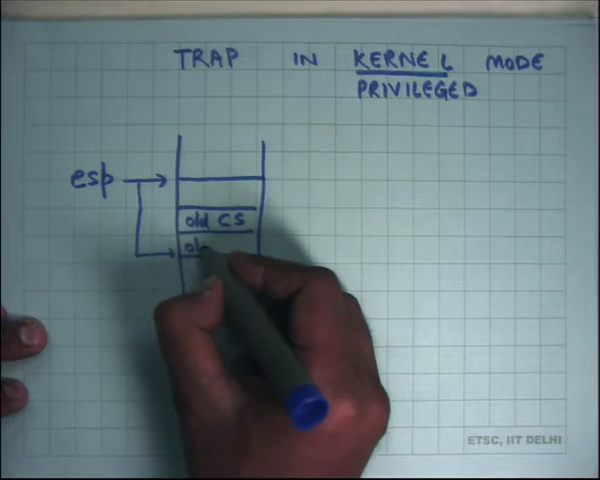 TRAP IN KERNEL MODE
PRIVILEGED
esp
old CS
ETSC, IIT DELHI